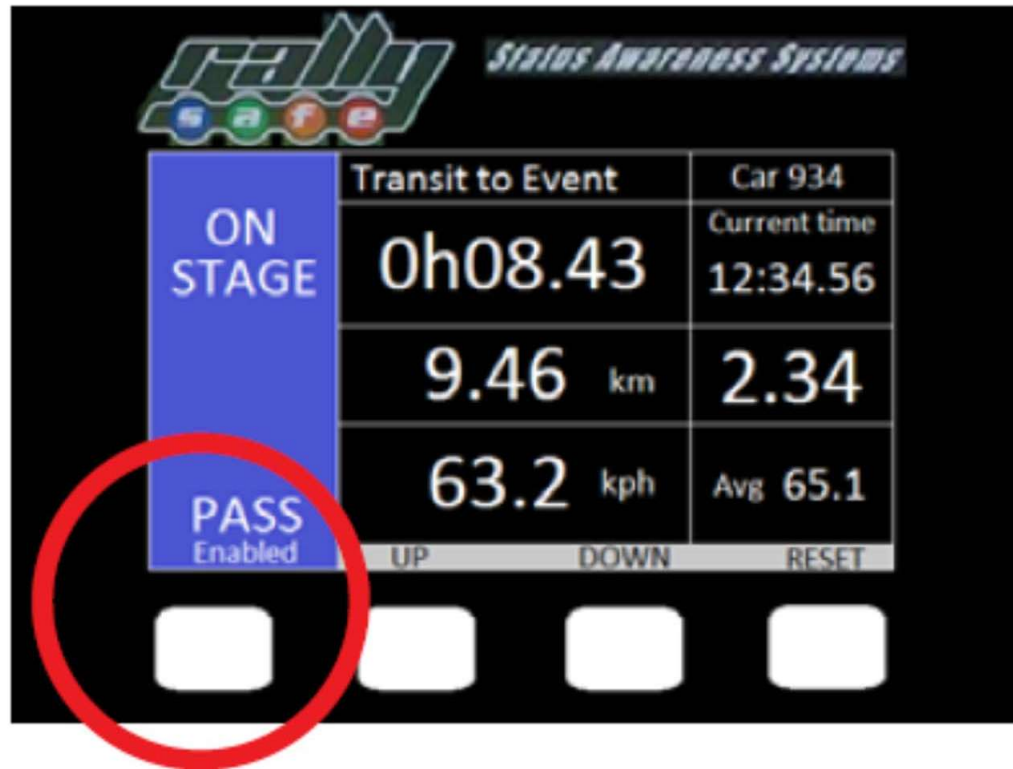 rally
safe
Status Awareness Systems
ON
STAGE
PASS
Enabled
Transit to Event
Car 934
0h08.43
Current time
12:34.56
9.46 km
2.34
63.2 kph
Avg 65.1
UP DOWN RESET